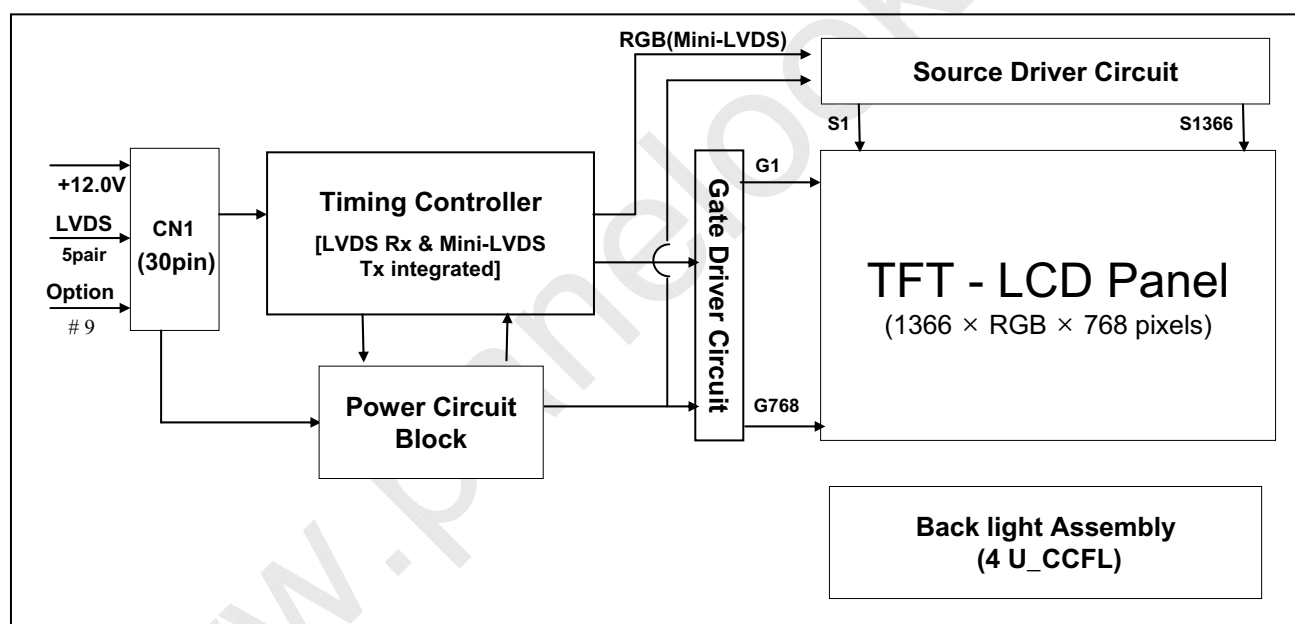 RGB(Mini-LVDS)
Source Driver Circuit
S1
S1366
+12.0V
LVDS
5pair
Option
# 9
CN1
(30pin)
Timing Controller
[LVDS Rx & Mini-LVDS
Tx integrated]
Power Circuit
Block
Gate Driver Circuit
G1
G768
TFT - LCD Panel
(1366 × RGB × 768 pixels)
Back light Assembly
(4 U_CCFL)
www.panelook